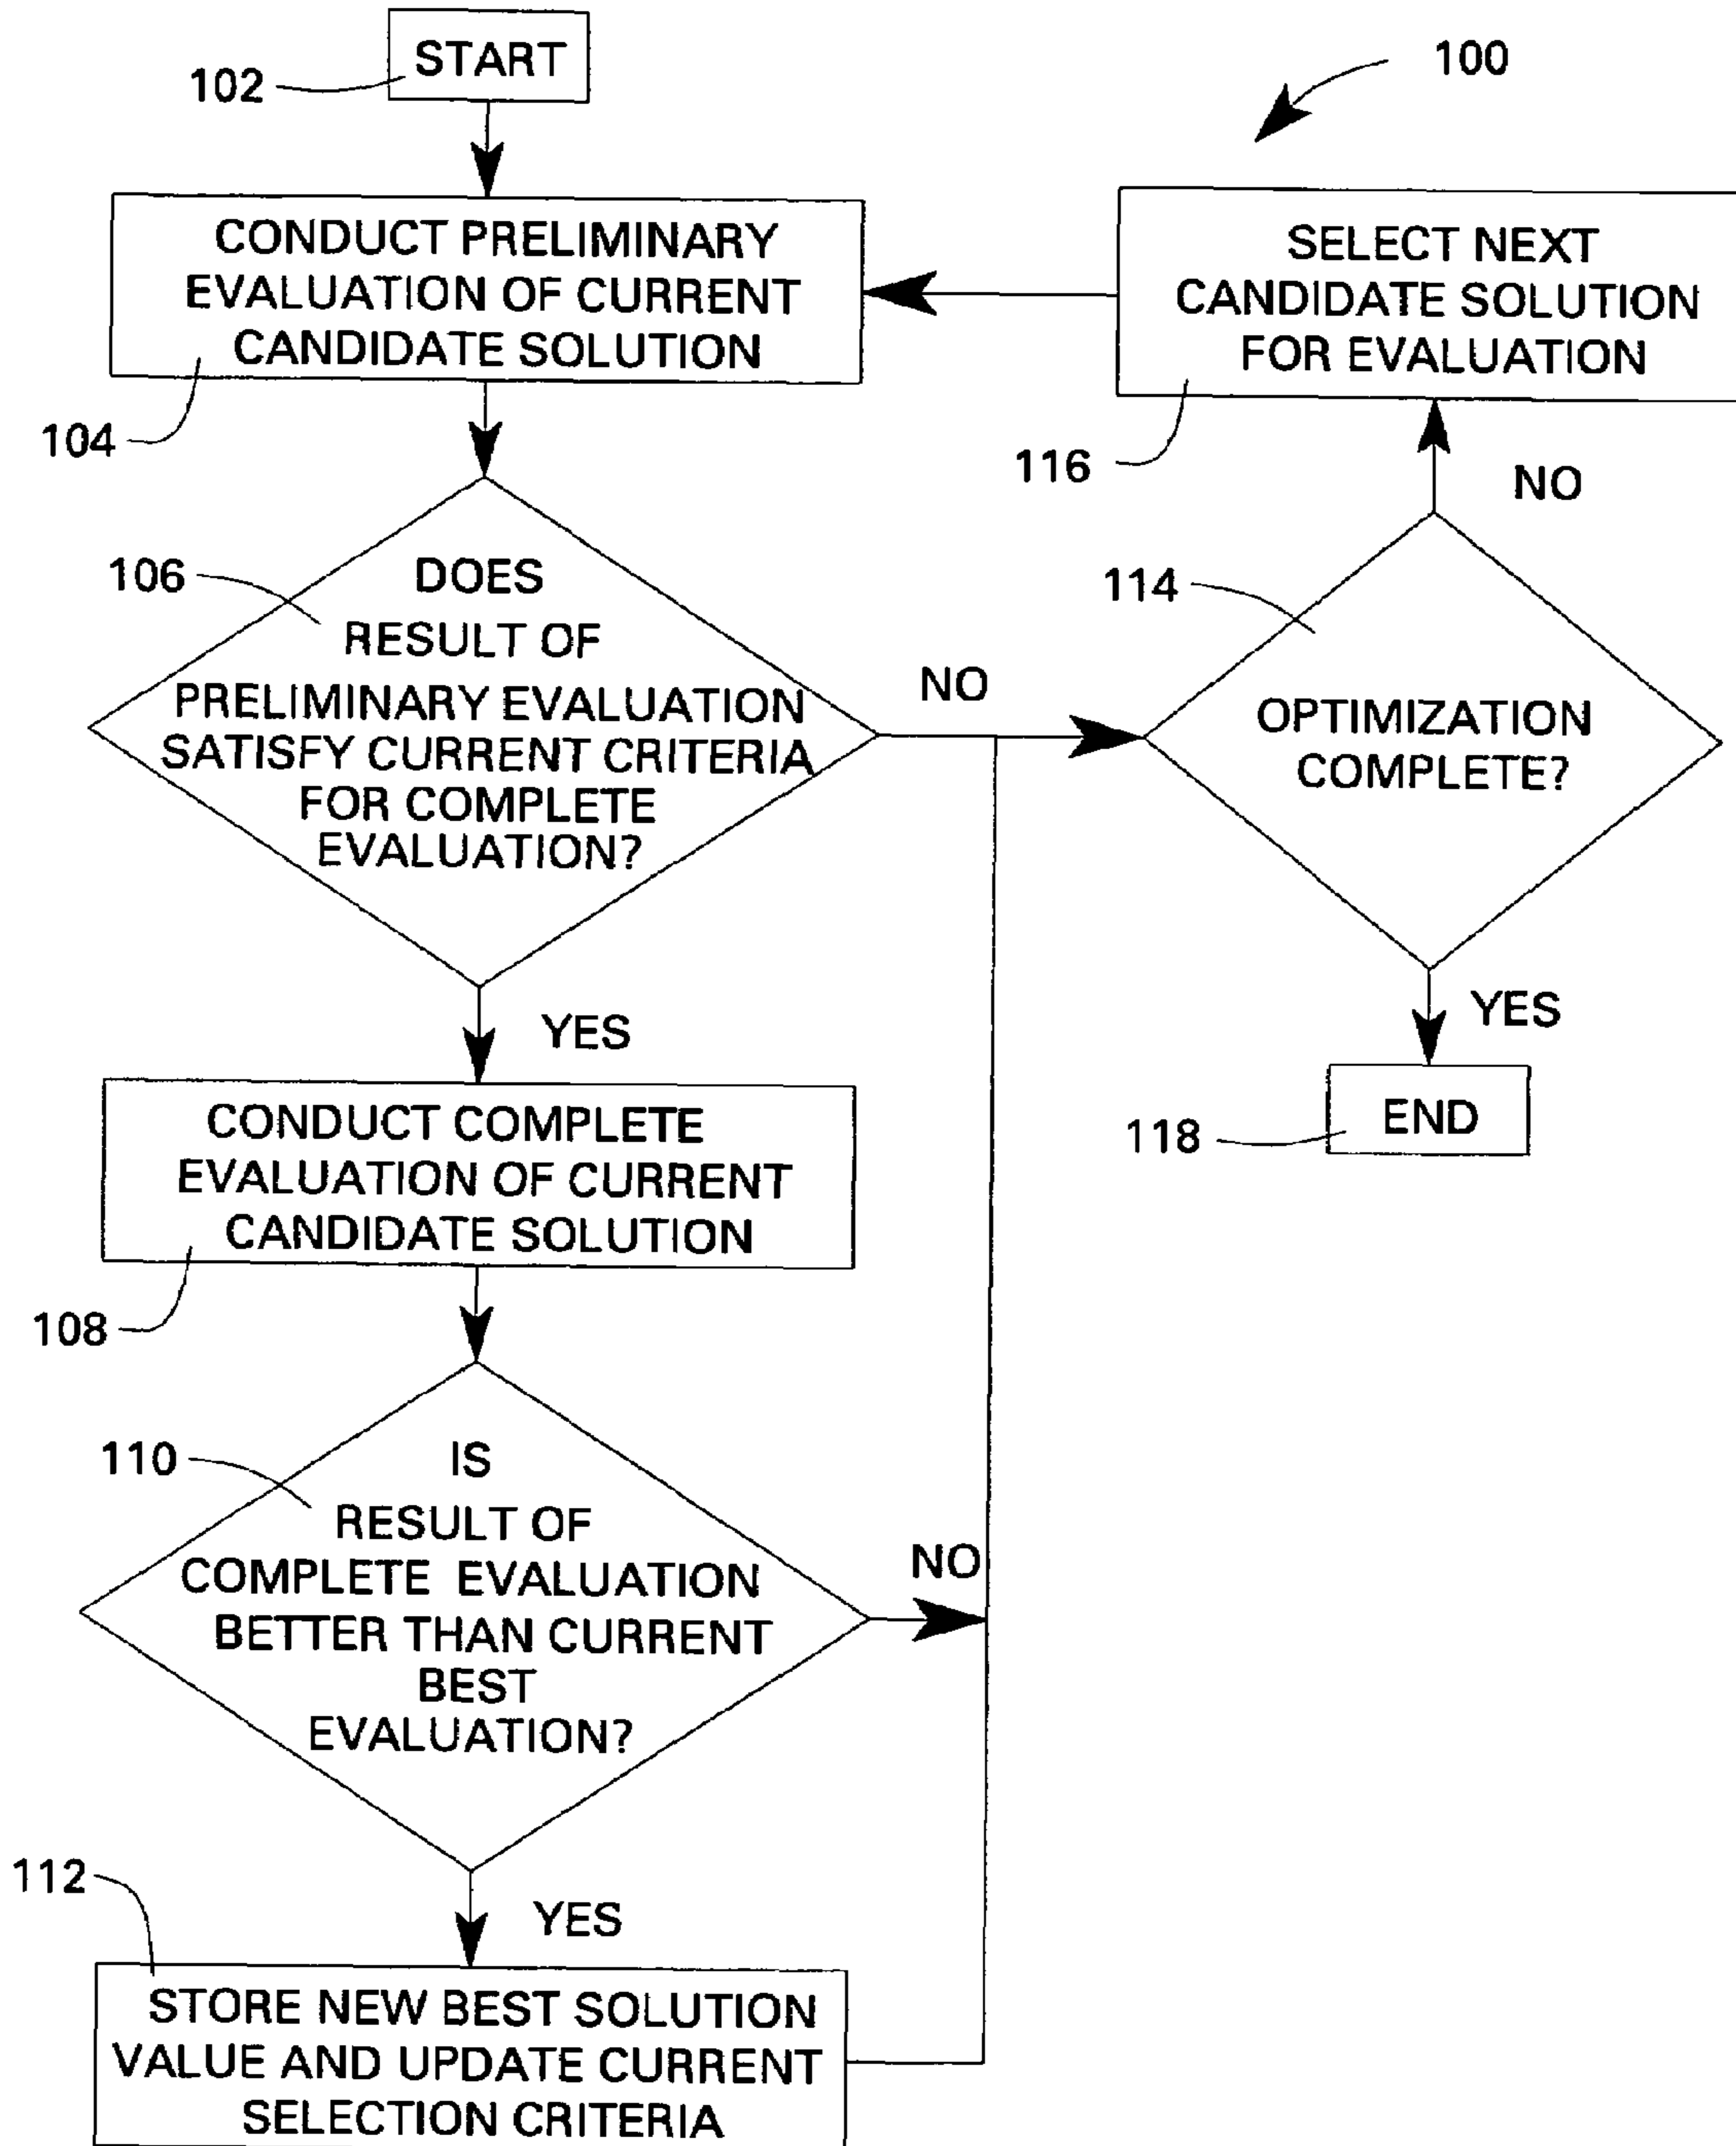 START
102
100
CONDUCT PRELIMINARY
EVALUATION OF CURRENT
CANDIDATE SOLUTION
104
SELECT NEXT
CANDIDATE SOLUTION
FOR EVALUATION
116
NO
106
DOES
RESULT OF
PRELIMINARY EVALUATION
SATISFY CURRENT CRITERIA
FOR COMPLETE
EVALUATION?
NO
114
OPTIMIZATION
COMPLETE?
YES
YES
END
118
CONDUCT COMPLETE
EVALUATION OF CURRENT
CANDIDATE SOLUTION
108
110
IS
RESULT OF
COMPLETE EVALUATION
BETTER THAN CURRENT
BEST
EVALUATION?
NO
YES
112
STORE NEW BEST SOLUTION
VALUE AND UPDATE CURRENT
SELECTION CRITERIA